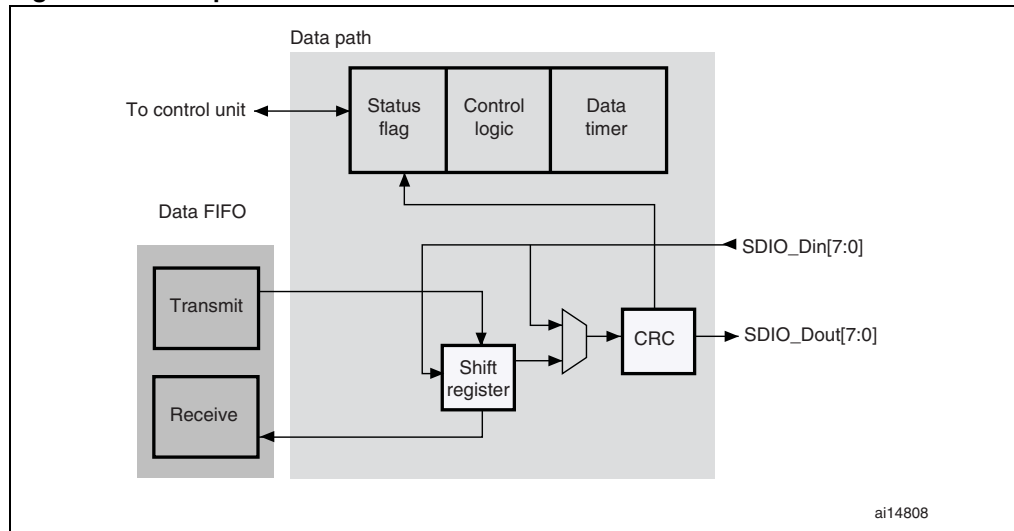 Data path
To control unit
Status
flag
Control
logic
Data
timer
Data FIFO
SDIO_Din[7:0]
Transmit
CRC
SDIO_Dout[7:0]
Shift
register
Receive
ai14808